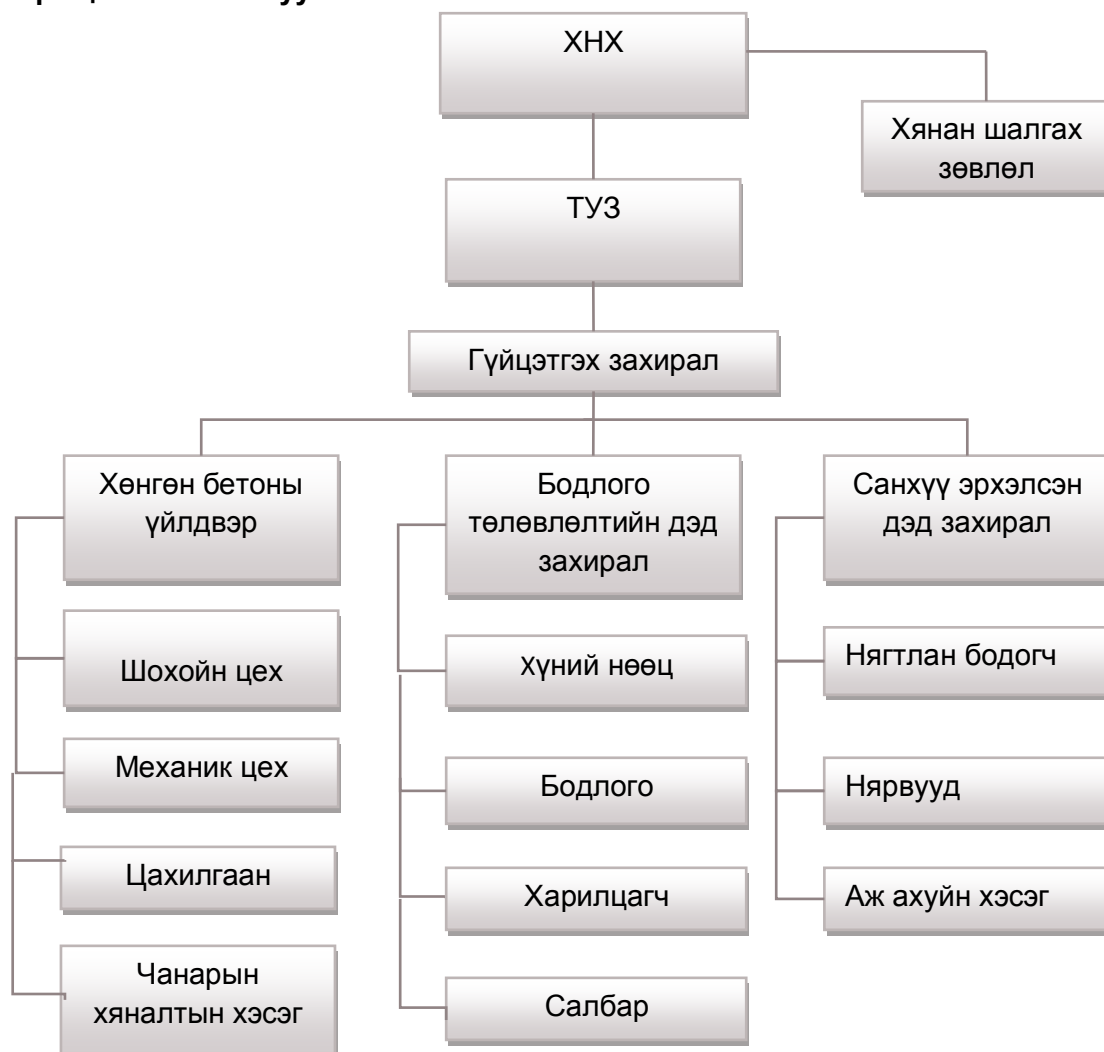 ХНХ
Хянан шалгах
зөвлөл
ТУЗ
Гүйцэтгэх захирал
Хөнгөн бетоны
үйлдвэр
Шохойн цех
Механик цех
Цахилгаан
Чанарын
хяналтын хэсэг
Бодлого
төлөвлөлтийн дэд
захирал
Хүний нөөц
Бодлого
Харилцагч
Салбар
Санхүү эрхэлсэн
дэд захирал
Нягтлан бодогч
Нярвууд
Аж ахуйн хэсэг